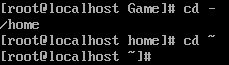 [root@localhost Game]# cd -
/home
[root@localhost home]# cd ~
[root@localhost ~]#